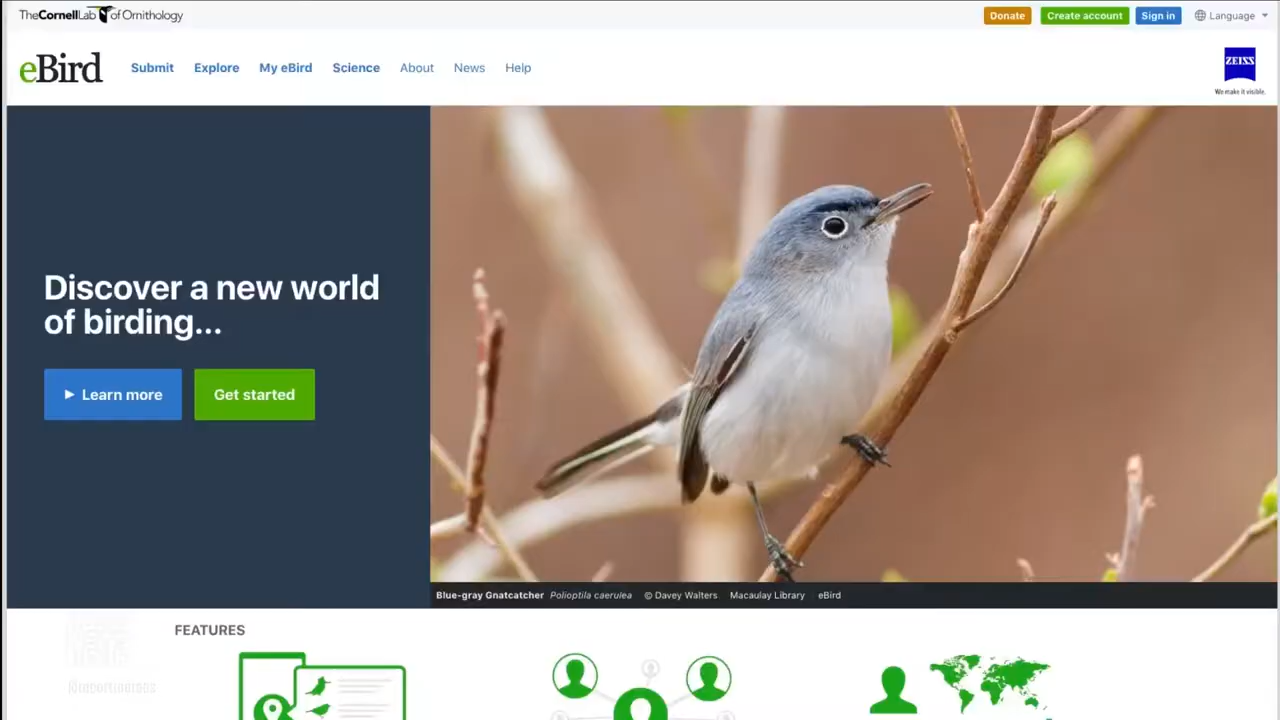 TheCornellLab of Ornithology
Donate
Create account
Sign in
Language
eBird
Submit
Explore
My eBird
Science
About
News
Help
ZEISS
We make it visible.
Discover a new world
of birding...
Learn more
Get started
Blue-gray Gnatcatcher Polioptila caerulea © Davey Walters Macaulay Library eBird
FEATURES